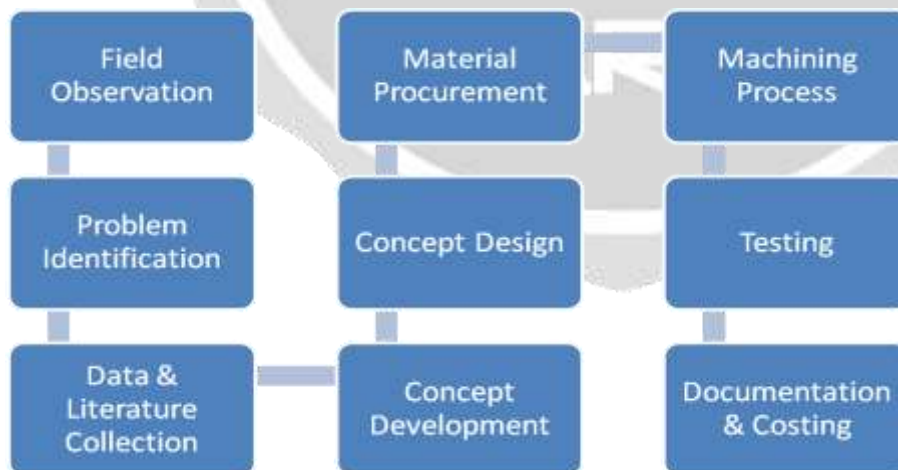 Field
Observation
Problem
Identification
Data &
Literature
Collection
Concept
Development
Concept Design
Material
Procurement
Machining
Process
Testing
Documentation
& Costing